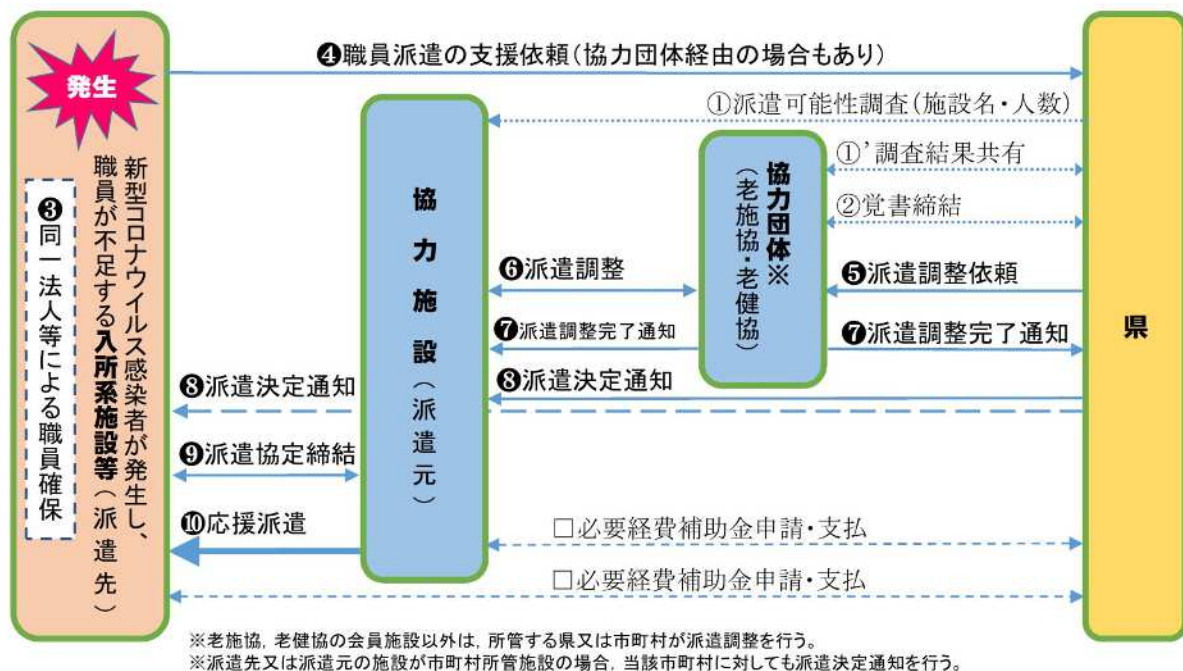 発生
新型コロナウイルス感染者が発生し、
職員が不足する入所系施設等(派遣先)
❸同一法人等による職員確保
❹職員派遣の支援依頼(協力団体経由の場合もあり)
①派遣可能性調査(施設名・人数)
①’調査結果共有
②覚書締結
協力施設(派遣元)
協力団体※
(老施協・老健協)
県
❺派遣調整依頼
❻派遣調整
❼派遣調整完了通知
❼派遣調整完了通知
❽派遣決定通知
❽派遣決定通知
❾派遣協定締結
❿応援派遣
□必要経費補助金申請・支払
□必要経費補助金申請・支払
※老施協,老健協の会員施設以外は,所管する県又は市町村が派遣調整を行う。
※派遣先又は派遣元の施設が市町村所管施設の場合,当該市町村に対しても派遣決定通知を行う。